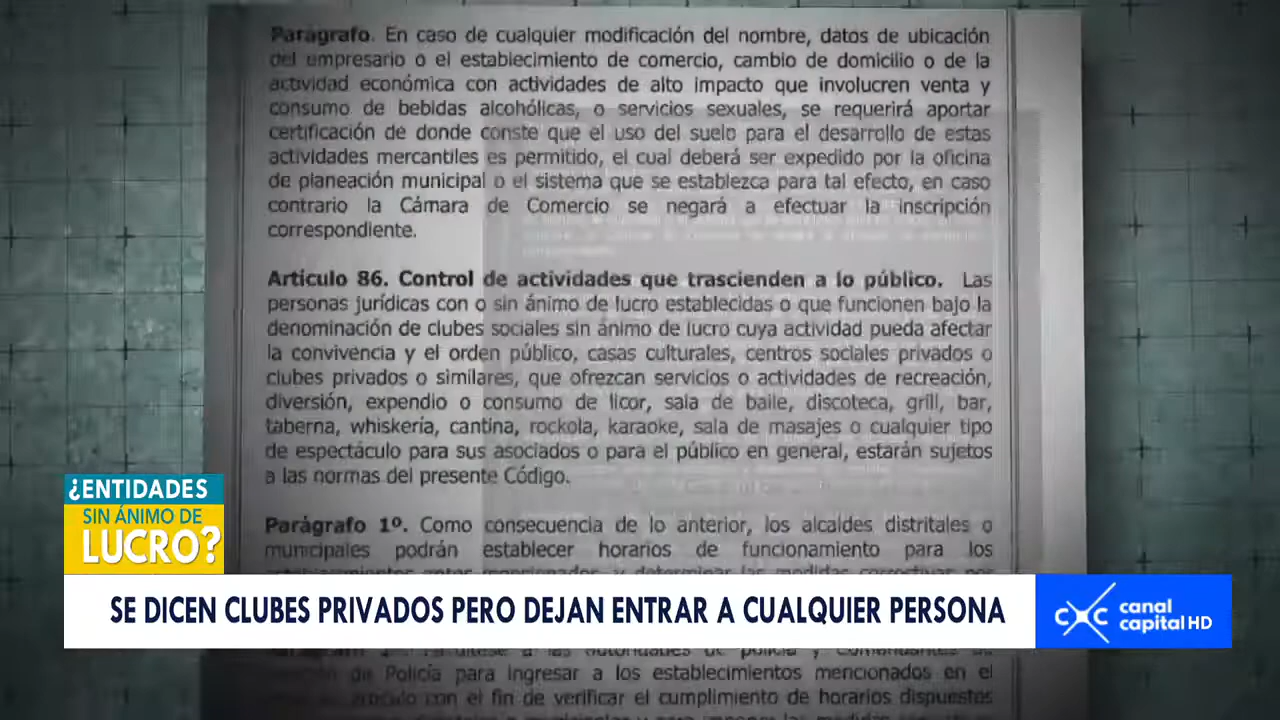 Parágrafo. En caso de cualquier modificación del nombre, datos de ubicación
del empresario o el establecimiento de comercio, cambio de domicilio o de la
actividad económica con actividades de alto impacto que involucren venta y
consumo de bebidas alcohólicas, o servicios sexuales, se requerirá aportar
certificación de donde conste que el uso del suelo para el desarrollo de estas
actividades mercantiles es permitido, el cual deberá ser expedido por la oficina
de planeación municipal o el sistema que se establezca para tal efecto, en caso
contrario la Cámara de Comercio se negará a efectuar la inscripción
correspondiente.
Artículo 86. Control de actividades que trascienden a lo público. Las
personas jurídicas con o sin ánimo de lucro establecidas o que funcionen bajo la
denominación de clubes sociales sin ánimo de lucro cuya actividad pueda afectar
la convivencia y el orden público, casas culturales, centros sociales privados o
clubes privados o similares, que ofrezcan servicios o actividades de recreación,
diversión, expendio o consumo de licor, sala de baile, discoteca, grill, bar,
taberna, whiskería, cantina, rockola, karaoke, sala de masajes o cualquier tipo
de espectáculo para sus asociados o para el público en general, estarán sujetos
a las normas del presente Código.
Parágrafo 1º. Como consecuencia de lo anterior, los alcaldes distritales o
municipales podrán establecer horarios de funcionamiento para los
¿ENTIDADES
SIN ÁNIMO DE
LUCRO?
SE DICEN CLUBES PRIVADOS PERO DEJAN ENTRAR A CUALQUIER PERSONA
canal
capital HD
de Policía para ingresar a los establecimientos mencionados en el
con el fin de verificar el cumplimiento de horarios dispuestos